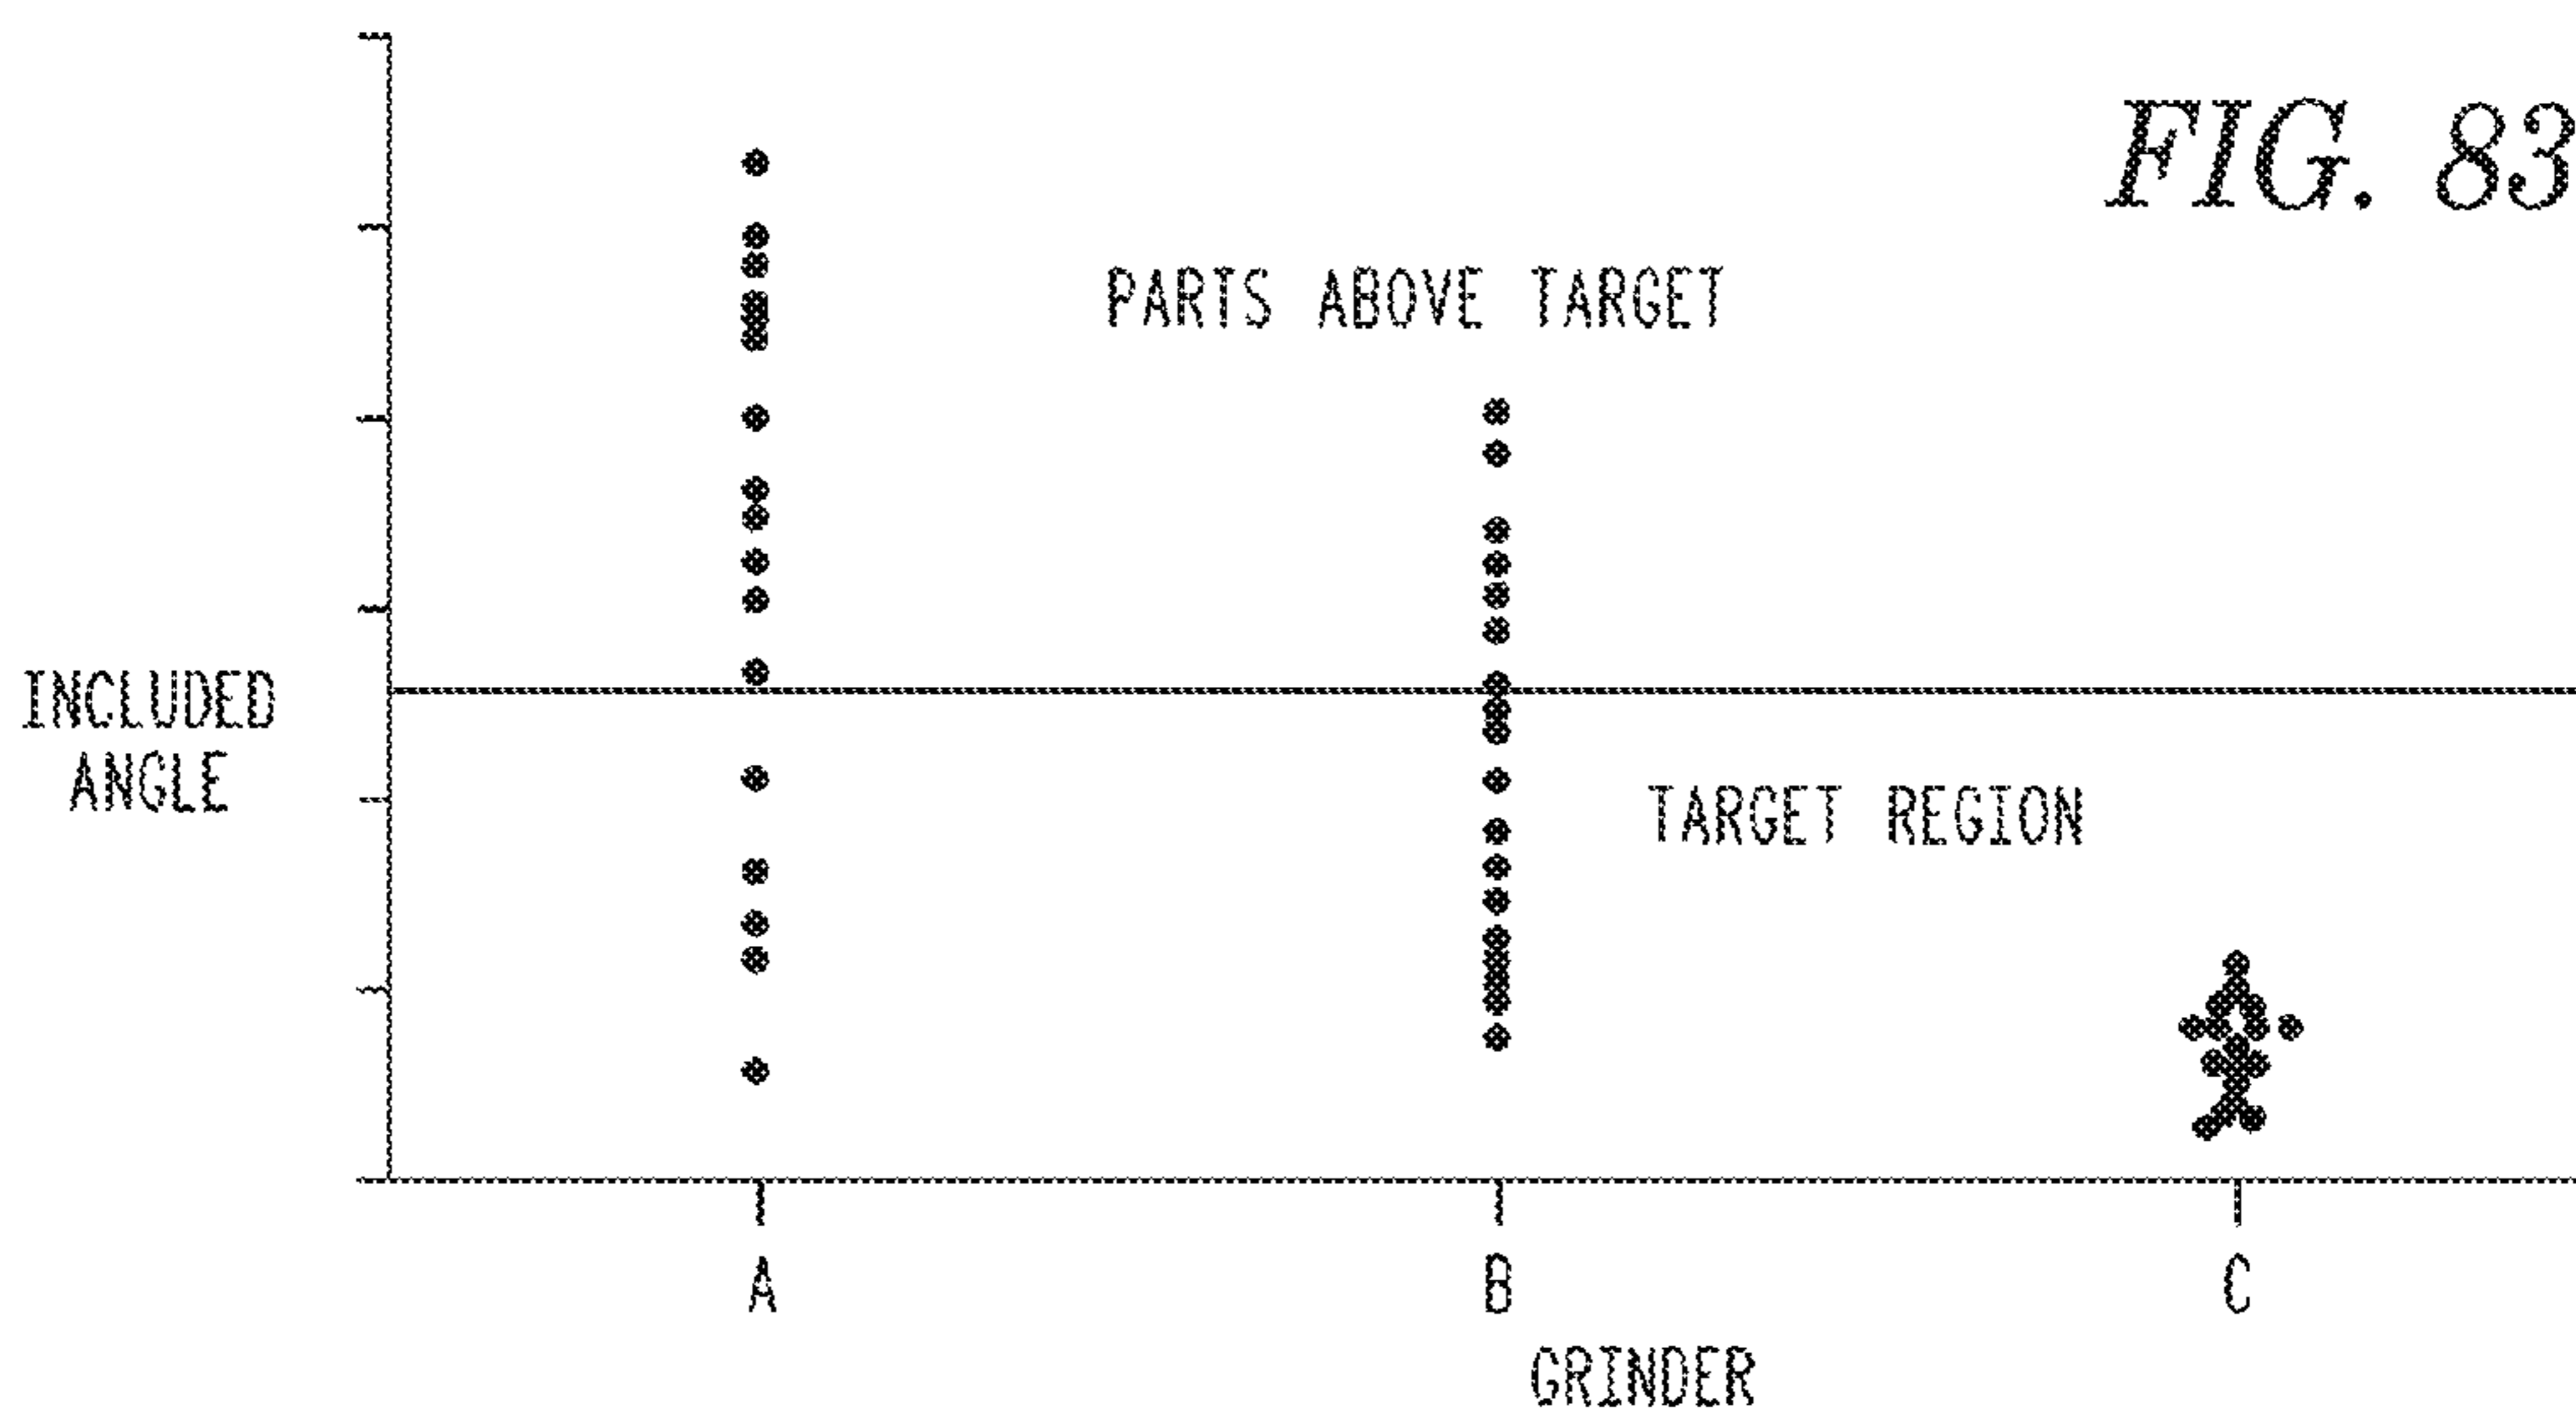 FIG. 83
PARTS ABOVE TARGET
INCLUDED
ANGLE
TARGET REGION
A
B
C
GRINDER